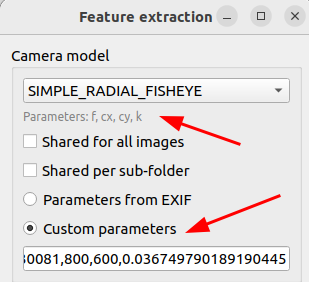 Feature extraction
Camera model
SIMPLE_RADIAL_FISHEYE
Parameters: f, cx, cy, k
Shared for all images
Shared per sub-folder
Parameters from EXIF
Custom parameters
30081,800,600,0.036749790189190445